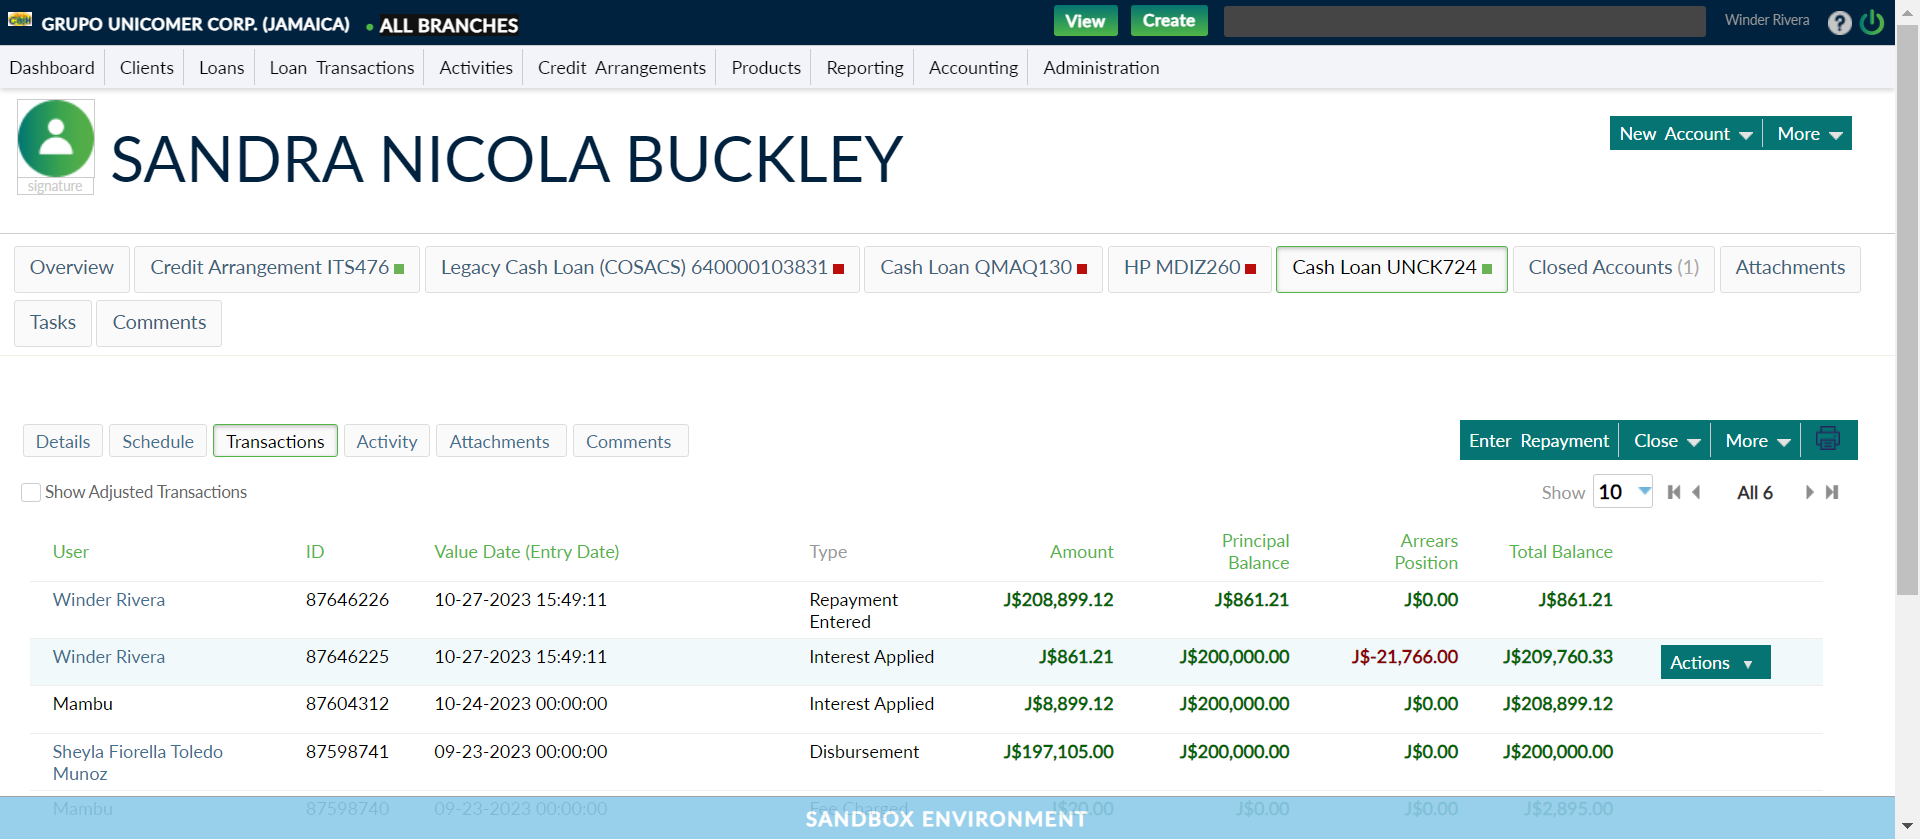 Cash GRUPO UNICOMER CORP. (JAMAICA) • ALL BRANCHES View Create Winder Rivera ?
Dashboard Clients Loans Loan Transactions Activities Credit Arrangements Products Reporting Accounting Administration
SANDRA NICOLA BUCKLEY
New Account More
signature
Overview Credit Arrangement ITS476 Legacy Cash Loan (COSACS) 640000103831 Cash Loan QMAQ130 HP MDIZ260 Cash Loan UNCK724 Closed Accounts (1) Attachments
Tasks Comments
Details Schedule Transactions Activity Attachments Comments Enter Repayment Close More
Show Adjusted Transactions Show 10 All 6
User ID Value Date (Entry Date) Type Amount Principal Balance Arrears Position Total Balance
Winder Rivera 87646226 10-27-2023 15:49:11 Repayment Entered J$208,899.12 J$861.21 J$0.00 J$861.21
Winder Rivera 87646225 10-27-2023 15:49:11 Interest Applied J$861.21 J$200,000.00 J$-21,766.00 J$209,760.33 Actions
Mambu 87604312 10-24-2023 00:00:00 Interest Applied J$8,899.12 J$200,000.00 J$0.00 J$208,899.12
Sheyla Fiorella Toledo Munoz 87598741 09-23-2023 00:00:00 Disbursement J$197,105.00 J$200,000.00 J$0.00 J$200,000.00
Mambu 87598740 09-23-2023 00:00:00 Fee Charged J$20.00 J$0.00 J$0.00 J$2,895.00
SANDBOX ENVIRONMENT